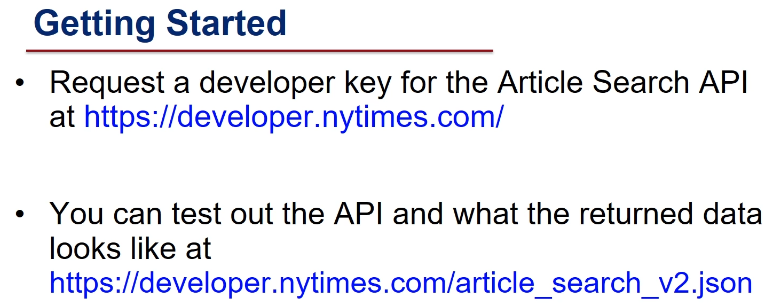 Getting Started
• Request a developer key for the Article Search API
at https://developer.nytimes.com/
• You can test out the API and what the returned data
looks like at
https://developer.nytimes.com/article_search_v2.json